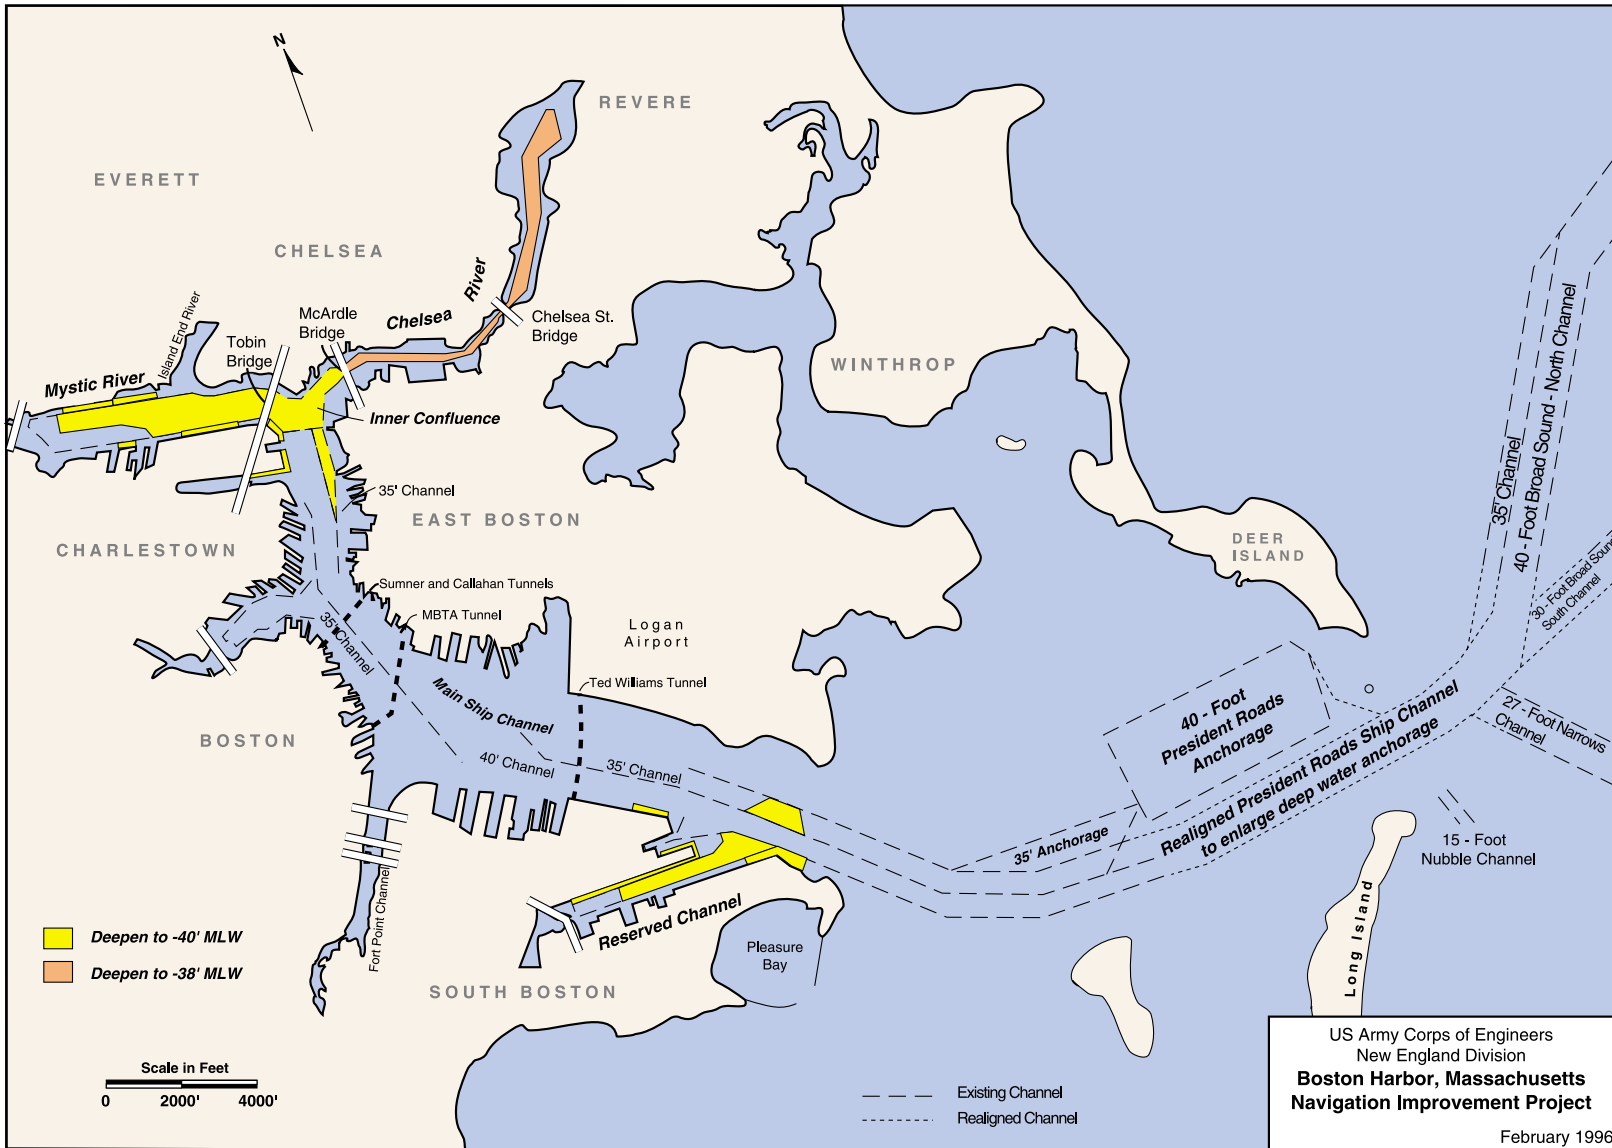 N
REVERE
EVERETT
CHELSEA
Island End River
McArdle
Bridge
Chelsea
River
Chelsea St.
Bridge
Tobin
Bridge
Mystic River
Inner Confluence
WINTHROP
35' Channel
EAST BOSTON
CHARLESTOWN
Sumner and Callahan Tunnels
MBTA Tunnel
35' Channel
Logan
Airport
Ted Williams Tunnel
Main Ship Channel
BOSTON
40' Channel
35' Channel
DEER
ISLAND
35' Channel
40 - Foot Broad Sound - North Channel
30 - Foot Broad Sound
South Channel
27 - Foot Narrows
Channel
40 - Foot
President Roads
Anchorage
Realigned President Roads Ship Channel
to enlarge deep water anchorage
35' Anchorage
15 - Foot
Nubble Channel
Long Island
Fort Point Channel
Reserved Channel
Pleasure
Bay
SOUTH BOSTON
Deepen to -40' MLW
Deepen to -38' MLW
Scale in Feet
0 2000' 4000'
Existing Channel
Realigned Channel
US Army Corps of Engineers
New England Division
Boston Harbor, Massachusetts
Navigation Improvement Project
February 1996